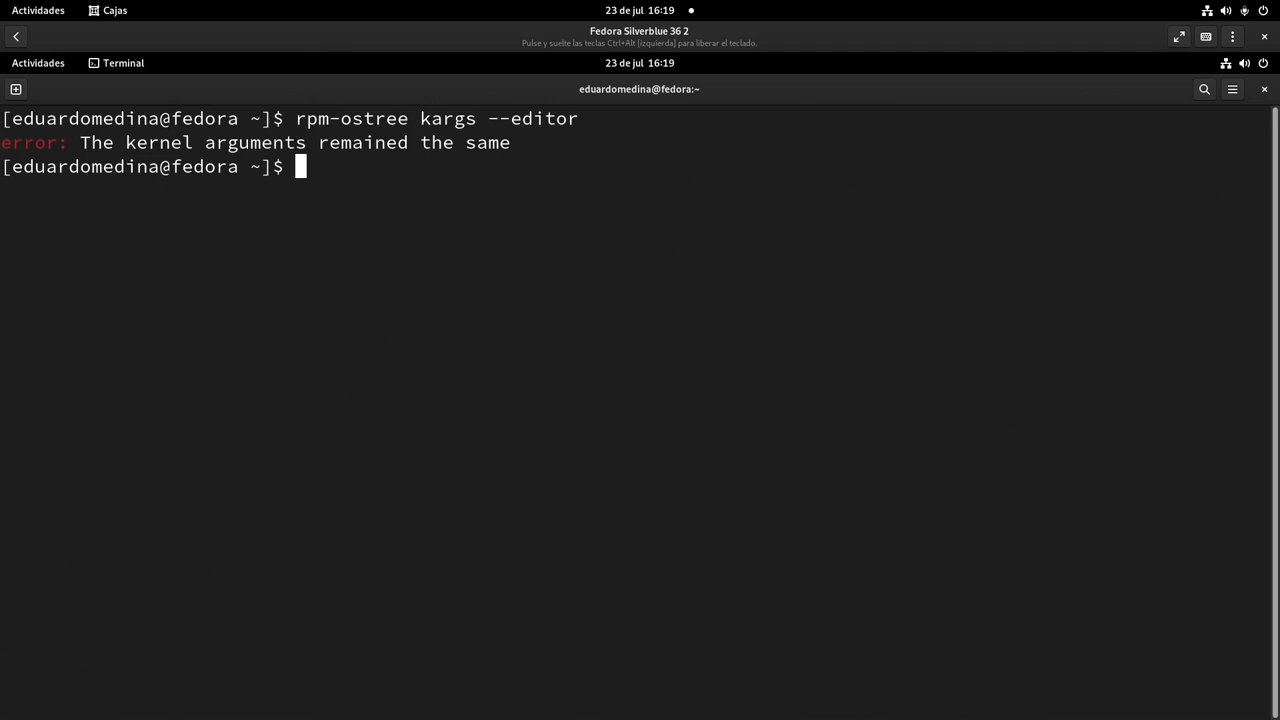 Actividades Cajas 23 de jul 16:19
Fedora Silverblue 36 2
Pulse y suelte las teclas Ctrl+Alt [izquierda] para liberar el teclado.
Actividades Terminal 23 de jul 16:19
eduardomedina@fedora:~
[eduardomedina@fedora ~]$ rpm-ostree kargs --editor
error: The kernel arguments remained the same
[eduardomedina@fedora ~]$